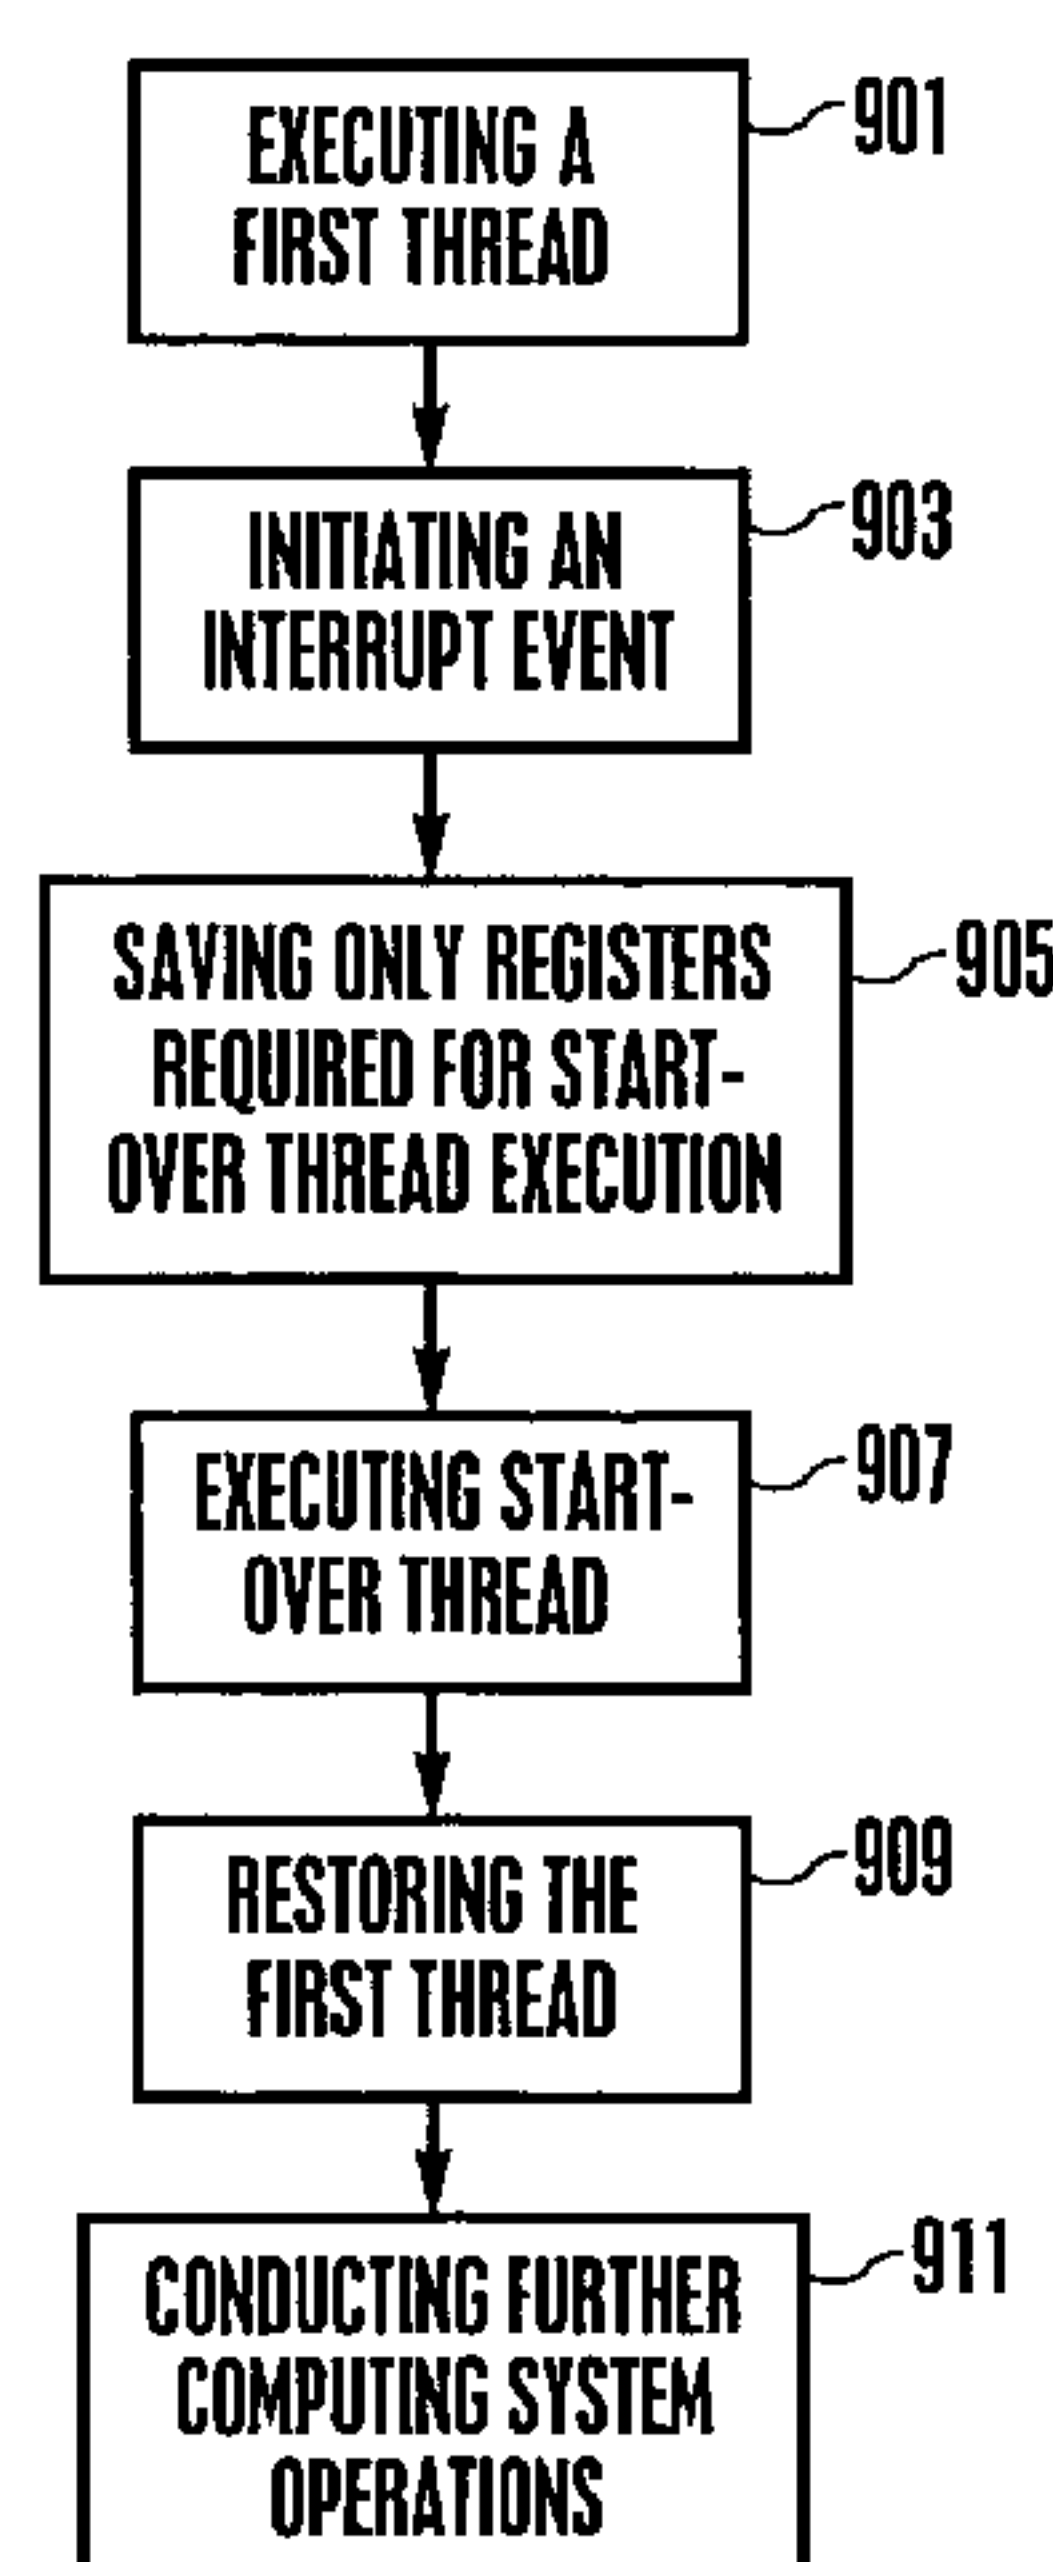 EXECUTING A
FIRST THREAD
901
INITIATING AN
INTERRUPT EVENT
903
SAVING ONLY REGISTERS
REQUIRED FOR START-
OVER THREAD EXECUTION
905
EXECUTING START-
OVER THREAD
907
RESTORING THE
FIRST THREAD
909
CONDUCTING FURTHER
COMPUTING SYSTEM
OPERATIONS
911